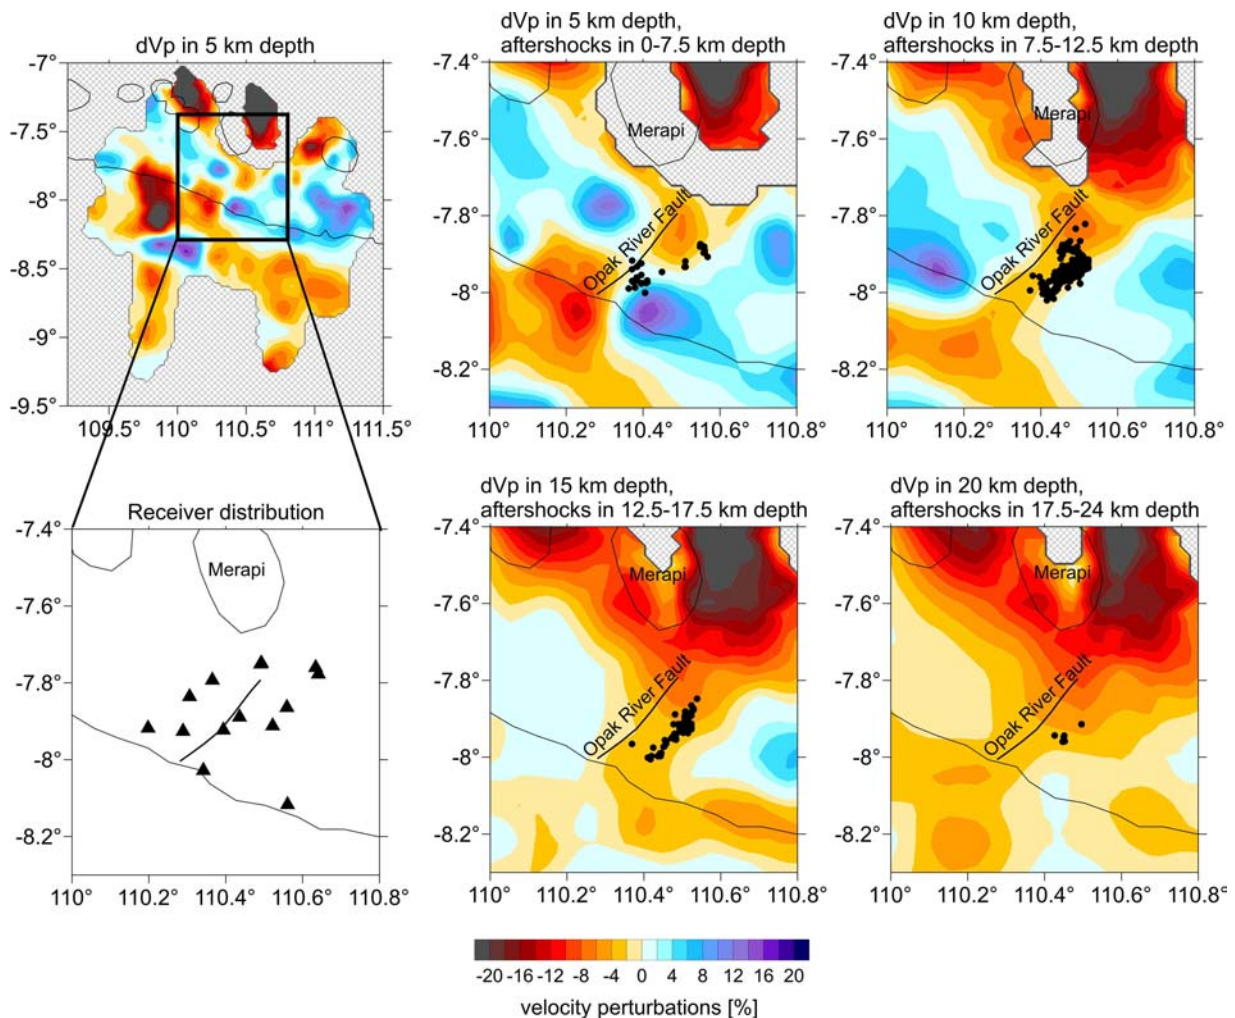 dVp in 5 km depth
-7°
-7.5°
-8°
-8.5°
-9°
-9.5°
109.5° 110° 110.5° 111° 111.5°
dVp in 5 km depth,
aftershocks in 0-7.5 km depth
-7.4°
-7.6°
-7.8°
-8°
-8.2°
Merapi
Opak River Fault
110° 110.2° 110.4° 110.6° 110.8°
dVp in 10 km depth,
aftershocks in 7.5-12.5 km depth
-7.4°
-7.6°
-7.8°
-8°
-8.2°
Merapi
Opak River Fault
110° 110.2° 110.4° 110.6° 110.8°
Receiver distribution
-7.4°
-7.6°
-7.8°
-8°
-8.2°
Merapi
110° 110.2° 110.4° 110.6° 110.8°
dVp in 15 km depth,
aftershocks in 12.5-17.5 km depth
-7.4°
-7.6°
-7.8°
-8°
-8.2°
Merapi
Opak River Fault
110° 110.2° 110.4° 110.6° 110.8°
dVp in 20 km depth,
aftershocks in 17.5-24 km depth
-7.4°
-7.6°
-7.8°
-8°
-8.2°
Merapi
Opak River Fault
110° 110.2° 110.4° 110.6° 110.8°
-20 -16 -12 -8 -4 0 4 8 12 16 20
velocity perturbations [%]